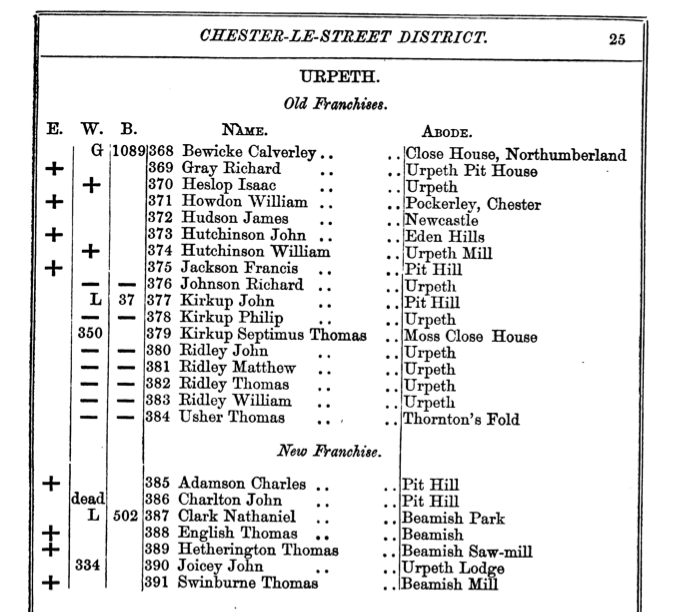 CHESTER-LE-STREET DISTRICT. 25
URPETH.
Old Franchises.
E. W. B. NAME. ABODE.
G 1089 368 Bewicke Calverley .. .. Close House, Northumberland
+ 369 Gray Richard .. .. Urpeth Pit House
+ 370 Heslop Isaac .. .. Urpeth
+ 371 Howdon William .. .. Pockerley, Chester
372 Hudson James .. .. Newcastle
+ 373 Hutchinson John .. .. Eden Hills
+ 374 Hutchinson William .. Urpeth Mill
+ 375 Jackson Francis .. .. Pit Hill
— — 376 Johnson Richard .. .. Urpeth
L 37 377 Kirkup John .. .. Pit Hill
— — 378 Kirkup Philip .. .. Urpeth
350 379 Kirkup Septimus Thomas .. Moss Close House
— — 380 Ridley John .. .. Urpeth
— — 381 Ridley Matthew .. .. Urpeth
— — 382 Ridley Thomas .. .. Urpeth
— — 383 Ridley William .. .. Urpeth
— — 384 Usher Thomas .. .. Thornton's Fold
New Franchise.
+ 385 Adamson Charles .. .. Pit Hill
dead 386 Charlton John .. .. Pit Hill
L 502 387 Clark Nathaniel .. .. Beamish Park
+ 388 English Thomas .. .. Beamish
+ 389 Hetherington Thomas .. Beamish Saw-mill
334 390 Joicey John .. .. Urpeth Lodge
+ 391 Swinburne Thomas .. Beamish Mill